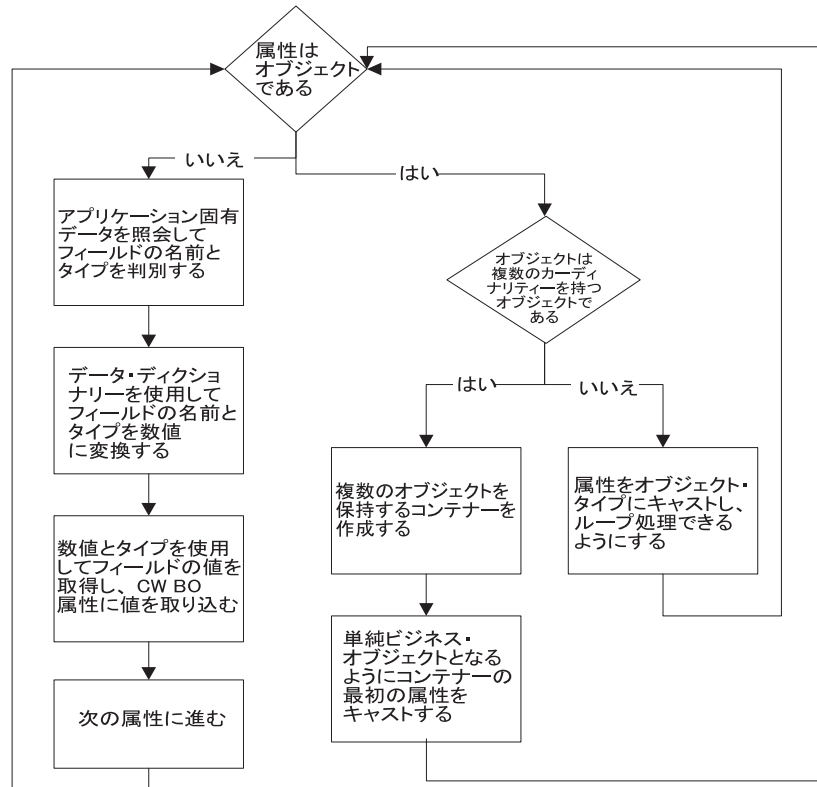 属性は
オブジェクト
である
いいえ
はい
アプリケーション固有
データを照会して
フィールドの名前と
タイプを判別する
オブジェクトは
複数のカーディ
ナリティーを持つ
オブジェクトで
ある
データ・ディクショ
ナリーを使用して
フィールドの名前と
タイプを数値
に変換する
はい
いいえ
複数のオブジェクトを
保持するコンテナーを
作成する
属性をオブジェクト・
タイプにキャストし、
ループ処理できる
ようにする
数値とタイプを使用
してフィールドの値を
取得し、CW BO
属性に値を取り込む
単純ビジネス・
オブジェクトとなる
ようにコンテナーの
最初の属性を
キャストする
次の属性に進む